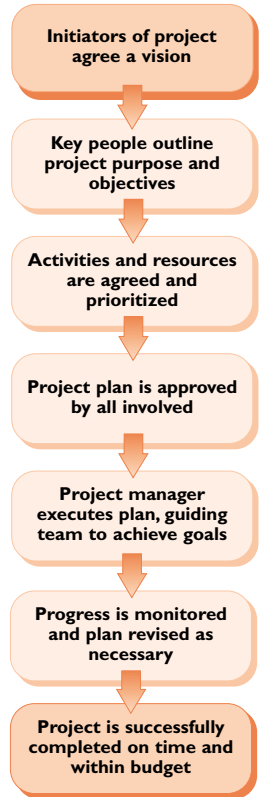 Initiators of project
agree a vision
Key people outline
project purpose and
objectives
Activities and resources
are agreed and
prioritized
Project plan is approved
by all involved
Project manager
executes plan, guiding
team to achieve goals
Progress is monitored
and plan revised as
necessary
Project is successfully
completed on time and
within budget